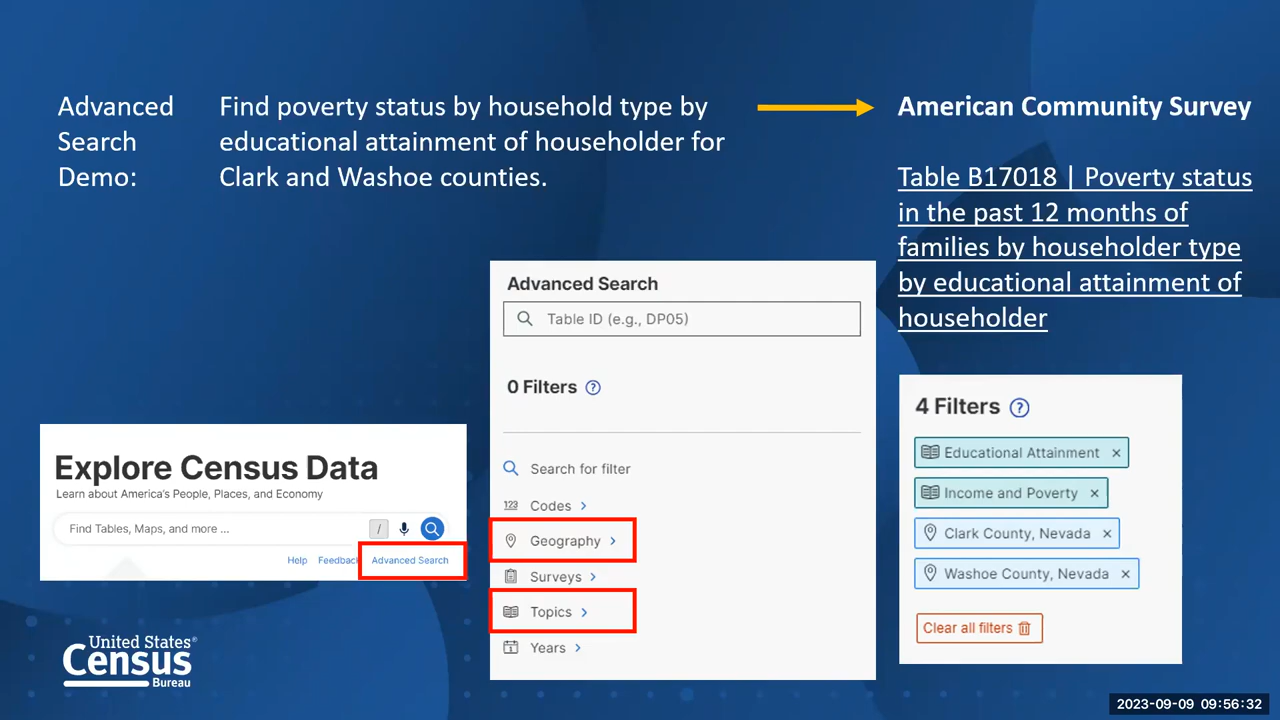 Advanced
Search
Demo:
Find poverty status by household type by
educational attainment of householder for
Clark and Washoe counties.
American Community Survey
Table B17018 | Poverty status
in the past 12 months of
families by householder type
by educational attainment of
householder
Explore Census Data
Learn about America's People, Places, and Economy
Find Tables, Maps, and more ...
/
Help Feedback Advanced Search
Advanced Search
Table ID (e.g., DP05)
0 Filters ?
Search for filter
123 Codes >
Geography >
Surveys >
Topics >
1 Years >
4 Filters ?
Educational Attainment ×
Income and Poverty ×
Clark County, Nevada ×
Washoe County, Nevada ×
Clear all filters
United States®
Census
Bureau
2023-09-09 09:56:32